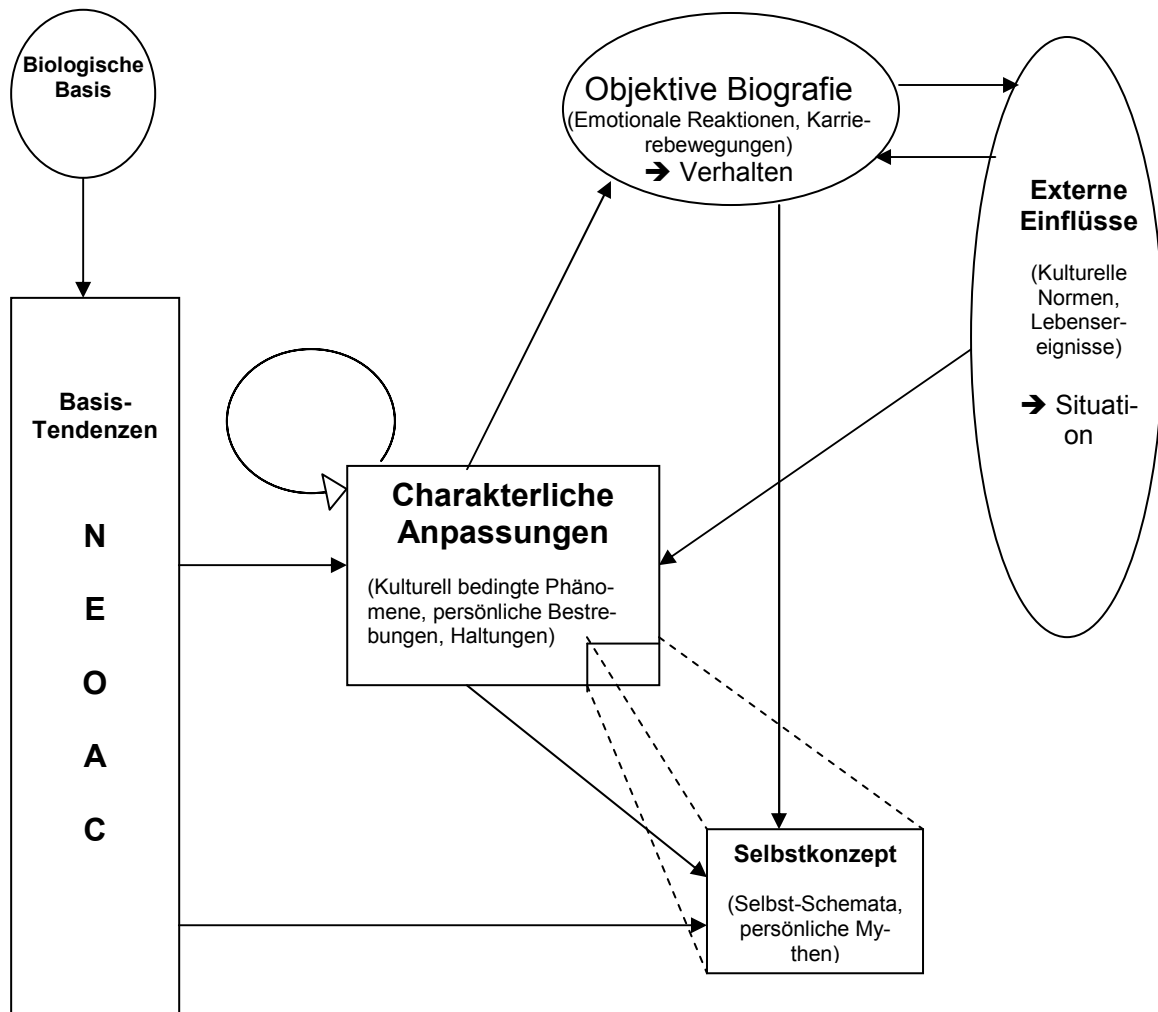 Biologische
Basis
Objektive Biografie
(Emotionale Reaktionen, Karrie-
rebewegungen)
➔ Verhalten
Externe
Einflüsse
(Kulturelle
Normen,
Lebenser-
eignisse)
➔ Situati-
on
Basis-
Tendenzen
N
E
O
A
C
Charakterliche
Anpassungen
(Kulturell bedingte Phäno-
mene, persönliche Bestre-
bungen, Haltungen)
Selbstkonzept
(Selbst-Schemata,
persönliche My-
then)